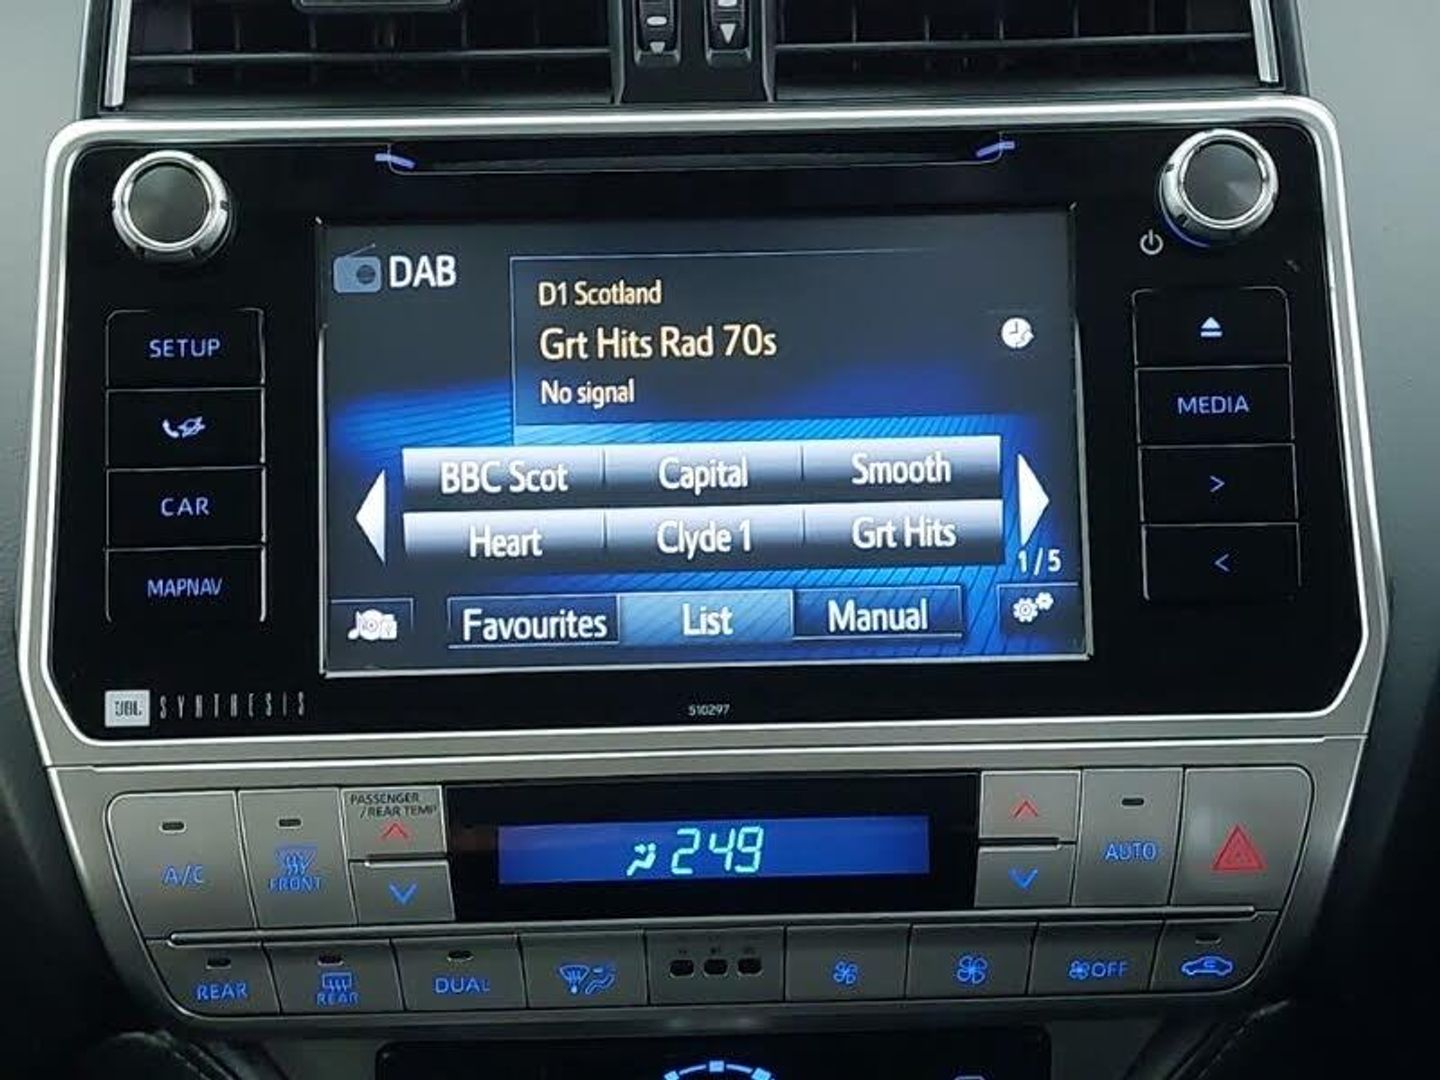 DAB
D1 Scotland
Grt Hits Rad 70s
No signal
BBC Scot Capital Smooth
Heart Clyde 1 Grt Hits
1/5
Favourites List Manual
SETUP
CAR
MAPNAV
MEDIA
>
<
JBL SYNTHESIS
510297
PASSENGER
/REAR TEMP
A/C
FRONT
249
AUTO
REAR
REAR
DUAL
OFF